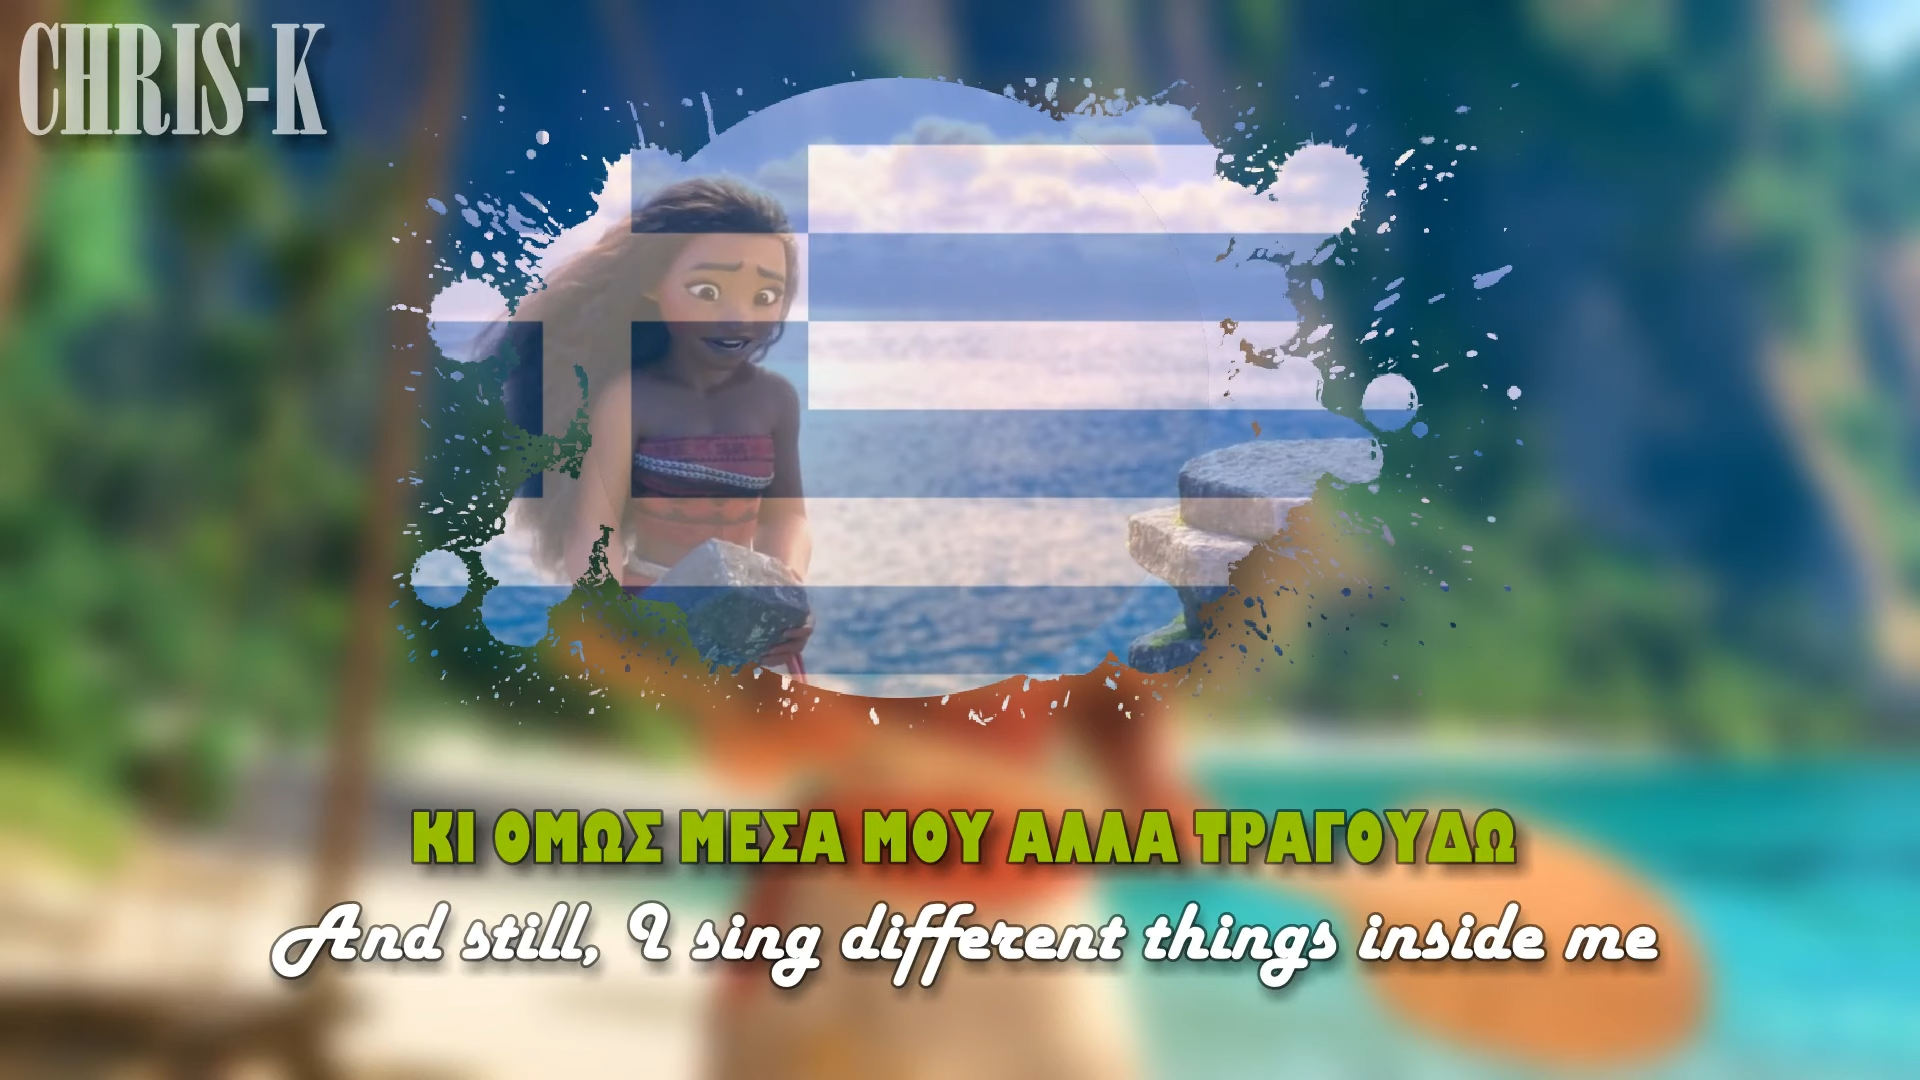 CHRIS-K
ΚΙ ΟΜΩΣ ΜΕΣΑ ΜΟΥ ΑΛΛΑ ΤΡΑΓΟΥΔΩ
And still, I sing different things inside me